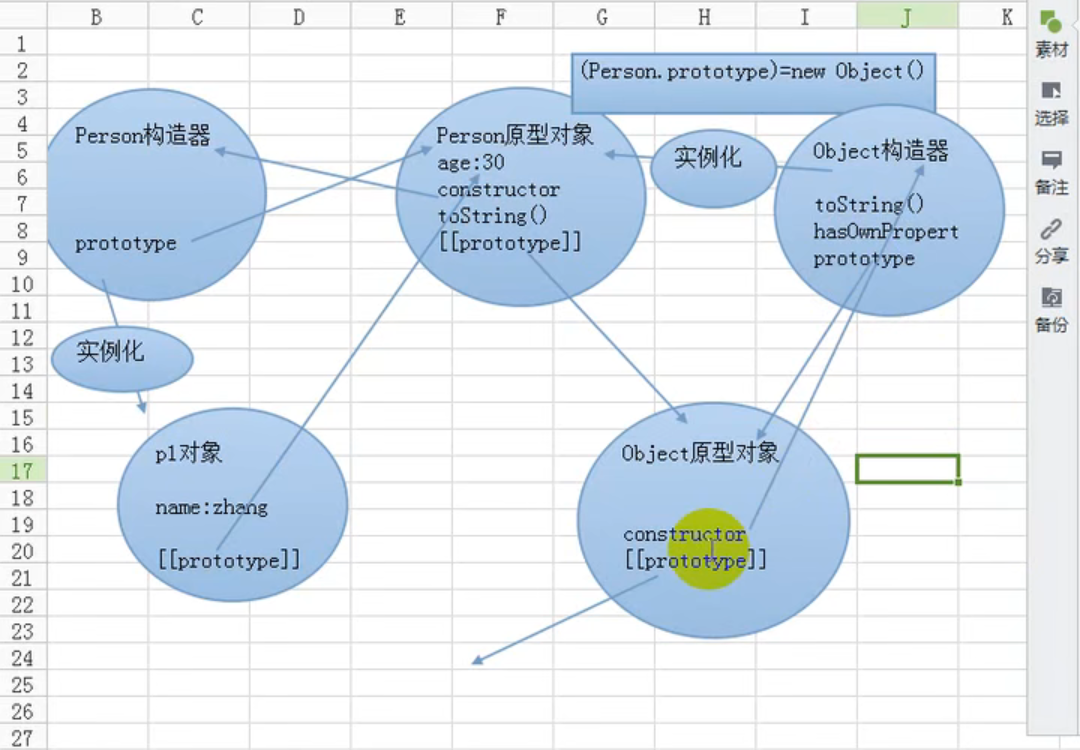 B C D E F G H I J K
1
2
3
4
5
6
7
8
9
10
11
12
13
14
15
16
17
18
19
20
21
22
23
24
25
26
27
(Person.prototype)=new Object()
Person构造器
prototype
Person原型对象
age:30
constructor
toString()
[[prototype]]
实例化
Object构造器
toString()
hasOwnPropert
prototype
实例化
p1对象
name:zhang
[[prototype]]
Object原型对象
constructor
[[prototype]]
素材
选择
备注
分享
备份